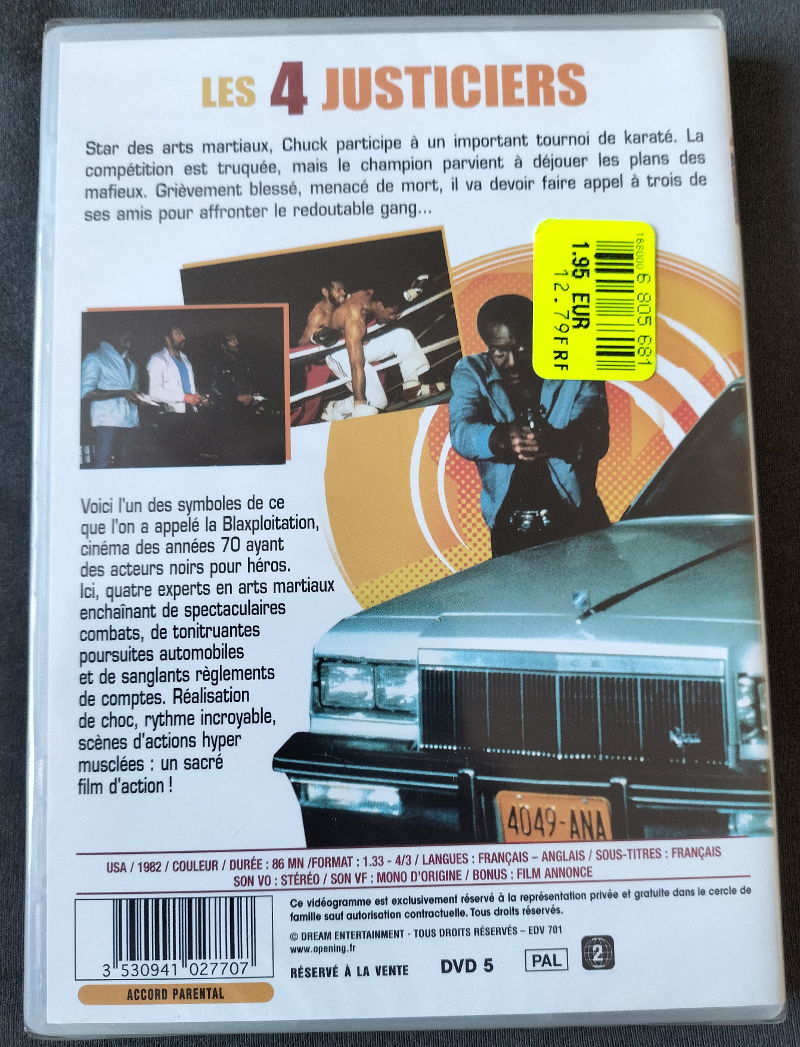 LES 4 JUSTICIERS
Star des arts martiaux, Chuck participe à un important tournoi de karaté. La
compétition est truquée, mais le champion parvient à déjouer les plans des
mafieux. Grièvement blessé, menacé de mort, il va devoir faire appel à trois de
ses amis pour affronter le redoutable gang...
166000
6 805 681
1.95 EUR
12.79FRF
Voici l'un des symboles de ce
que l'on a appelé la Blaxploitation,
cinéma des années 70 ayant
des acteurs noirs pour héros.
Ici, quatre experts en arts martiaux
enchaînant de spectaculaires
combats, de tonitruantes
poursuites automobiles
et de sanglants règlements
de comptes. Réalisation
de choc, rythme incroyable,
scènes d'actions hyper
musclées : un sacré
film d'action !
4049-ANA
USA / 1982 / COULEUR / DURÉE : 86 MN /FORMAT : 1.33 - 4/3 / LANGUES : FRANÇAIS – ANGLAIS / SOUS-TITRES : FRANÇAIS
SON VO : STÉRÉO / SON VF : MONO D'ORIGINE / BONUS : FILM ANNONCE
Ce vidéogramme est exclusivement réservé à la représentation privée et gratuite dans le cercle de
famille sauf autorisation contractuelle. Tous droits réservés.
© DREAM ENTERTAINMENT - TOUS DROITS RÉSERVÉS – EDV 701
www.opening.fr
RÉSERVÉ À LA VENTE DVD 5 PAL 2
3 530941 027707
ACCORD PARENTAL